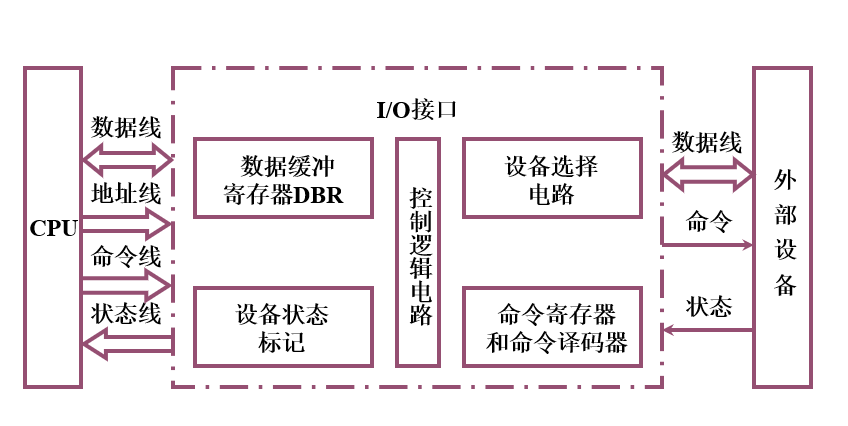 I/O接口
数据线
地址线
CPU
命令线
状态线
数据缓冲
寄存器DBR
设备状态
标记
控制逻辑电路
设备选择
电路
命令寄存器
和命令译码器
数据线
命令
状态
外部设备